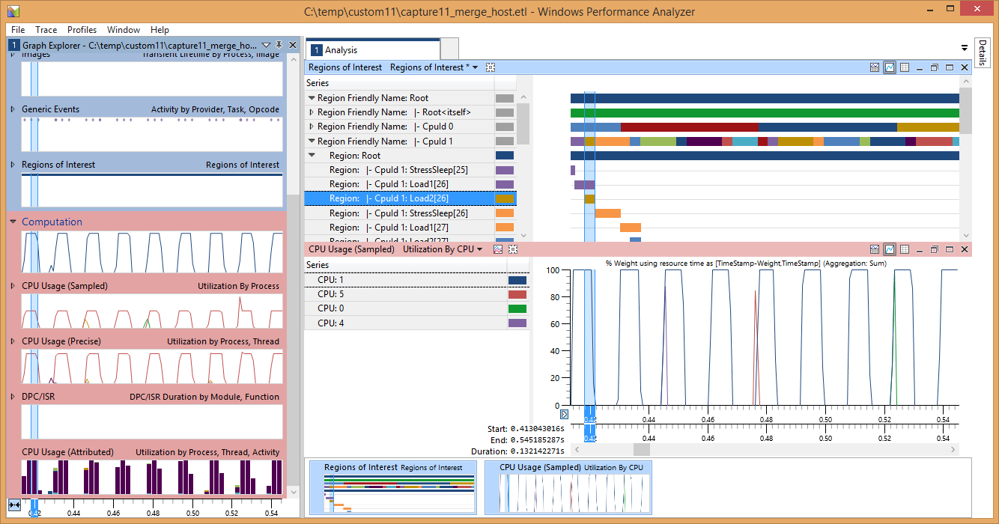 C:\temp\custom11\capture11_merge_host.etl - Windows Performance Analyzer
File Trace Profiles Window Help
1 Graph Explorer - C:\temp\custom11\capture11_merge_ho...
Images Transient Lifetime By Process, Image
Generic Events Activity by Provider, Task, Opcode
Regions of Interest Regions of Interest
Computation
CPU Usage (Sampled) Utilization By Process
CPU Usage (Precise) Utilization by Process, Thread
DPC/ISR DPC/ISR Duration by Module, Function
CPU Usage (Attributed) Utilization by Process, Thread, Activity
0.42 0.44 0.46 0.48 0.50 0.52 0.54
1 Analysis
Details
Regions of Interest Regions of Interest *
Series
Region Friendly Name: Root
Region Friendly Name: |- Root<itself>
Region Friendly Name: |- CpuId 0
Region Friendly Name: |- CpuId 1
Region: Root
Region: |- CpuId 1: StressSleep[25]
Region: |- CpuId 1: Load1[26]
Region: |- CpuId 1: Load2[26]
Region: |- CpuId 1: StressSleep[26]
Region: |- CpuId 1: Load1[27]
Region: |- CpuId 1: Load2[27]
CPU Usage (Sampled) Utilization By CPU
Series
CPU: 1
CPU: 5
CPU: 0
CPU: 4
% Weight using resource time as [TimeStamp-Weight,TimeStamp] (Aggregation: Sum)
100
80
60
40
20
0
0.42 0.44 0.46 0.48 0.50 0.52 0.54
0.42 0.44 0.46 0.48 0.50 0.52 0.54
Start: 0.413043016s
End: 0.545185287s
Duration: 0.132142271s
Regions of Interest Regions of Interest
CPU Usage (Sampled) Utilization By CPU